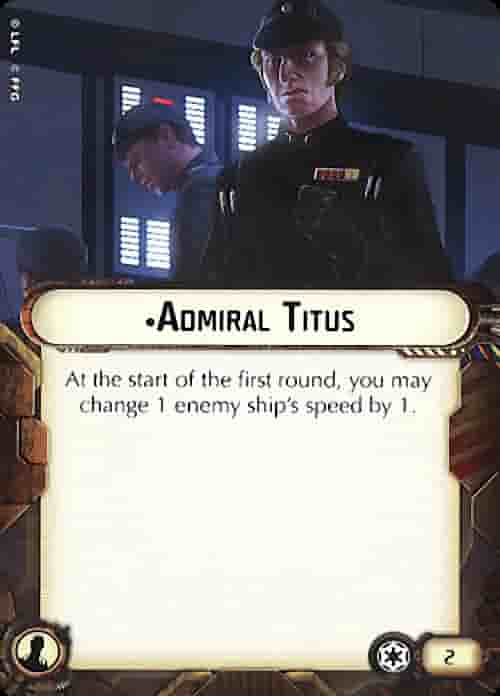 © LFL © FFG
•Admiral Titus
At the start of the first round, you may
change 1 enemy ship's speed by 1.
2